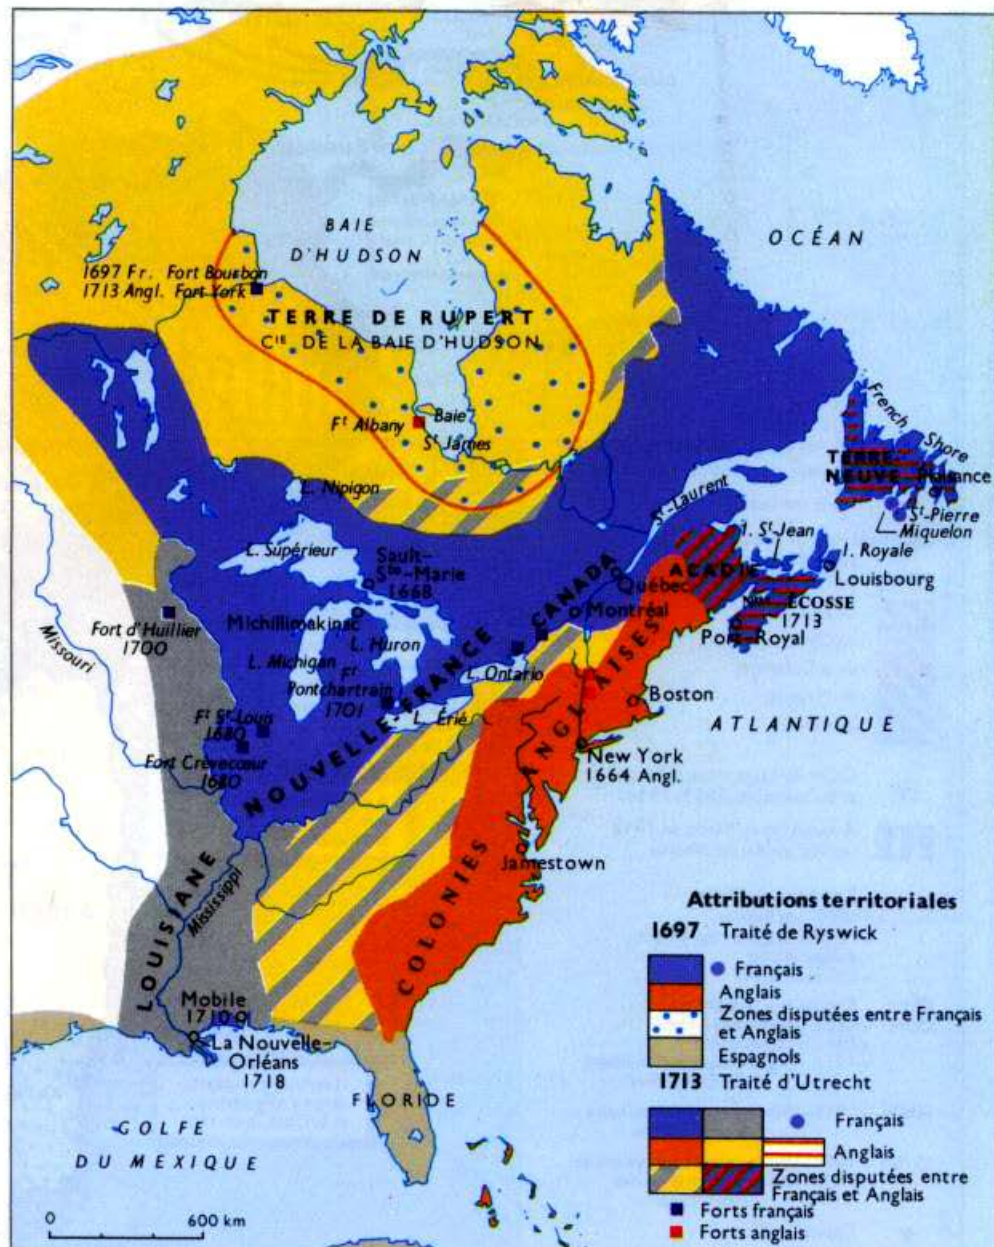 BAIE
D'HUDSON
OCÉAN
1697 Fr. Fort Bourbon
1713 Angl. Fort York
TERRE DE RUPERT
Cᴵᴱ DE LA BAIE D'HUDSON
Fᵗ Albany
Baie
Sᵗ James
French
Shore
TERRE-
NEUVE
Plaisance
Sᵗ-Pierre
Miquelon
L. Nipigon
Sᵗ-Laurent
I. Sᵗ-Jean
I. Royale
L. Supérieur
Sault-
Sᵗᵉ-Marie
1668
CANADA
Québec
ACADIE
Louisbourg
Nˡˡᵉ ÉCOSSE
1713
Montréal
Michillimakinac
Port-Royal
Fort d'Huillier
1700
L. Huron
Missouri
L. Michigan
Fᵗ
Pontchartrain
1701
L. Ontario
L. Érié
Boston
ATLANTIQUE
Fᵗ Sᵗ Louis
1680
Fort Crèvecœur
1680
NOUVELLE-FRANCE
New York
1664 Angl.
COLONIES ANGLAISES
Jamestown
LOUISIANE
Mississippi
Mobile
1710
La Nouvelle-
Orléans
1718
FLORIDE
GOLFE
DU MEXIQUE
0 600 km
Attributions territoriales
1697 Traité de Ryswick
Français
Anglais
Zones disputées entre Français
et Anglais
Espagnols
1713 Traité d'Utrecht
Français
Anglais
Zones disputées entre
Français et Anglais
Forts français
Forts anglais